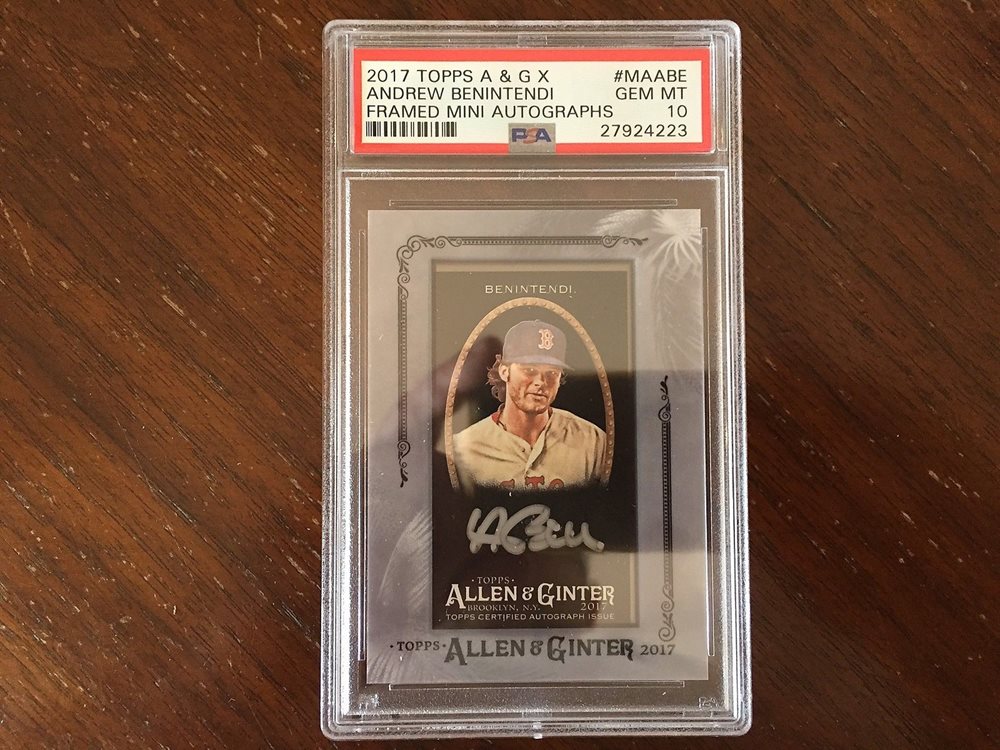 2017 TOPPS A & G X #MAABE
ANDREW BENINTENDI GEM MT
FRAMED MINI AUTOGRAPHS 10
PSA 27924223
BENINTENDI.
B
·TOPPS·
ALLEN & GINTER
BROOKLYN, N.Y. 2017
TOPPS CERTIFIED AUTOGRAPH ISSUE
·TOPPS· ALLEN & GINTER 2017